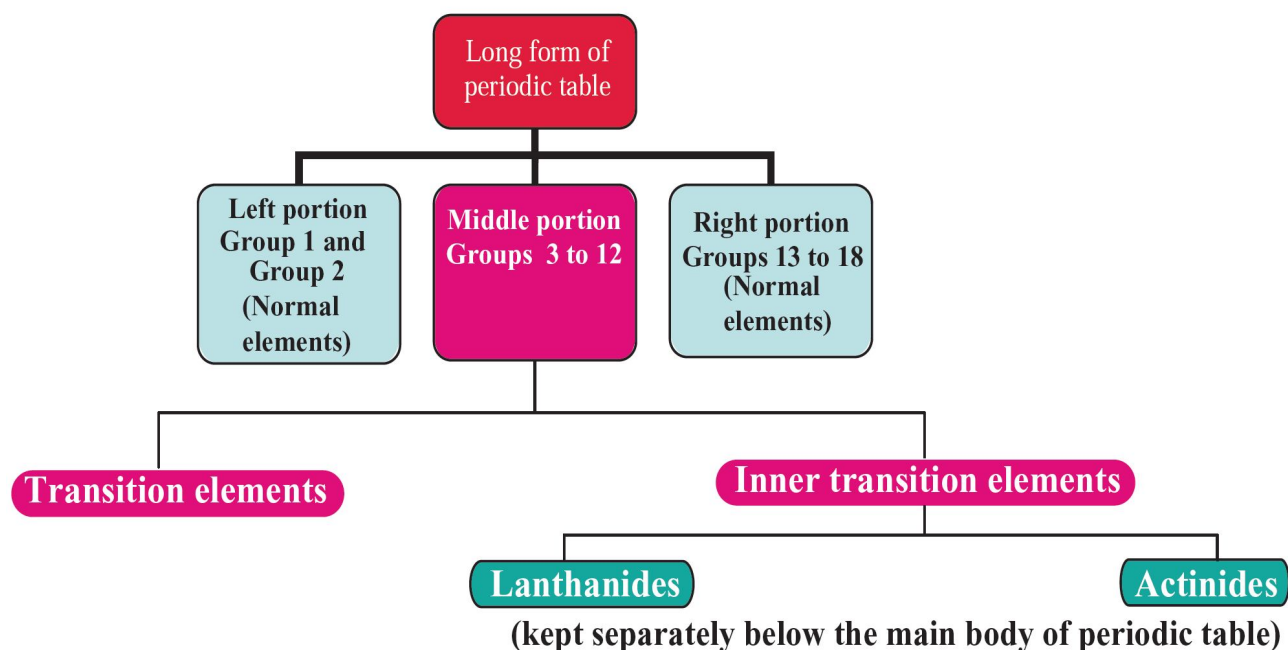 Long form of
periodic table
Left portion
Group 1 and
Group 2
(Normal
elements)
Middle portion
Groups 3 to 12
Right portion
Groups 13 to 18
(Normal
elements)
Transition elements
Inner transition elements
Lanthanides
Actinides
(kept separately below the main body of periodic table)